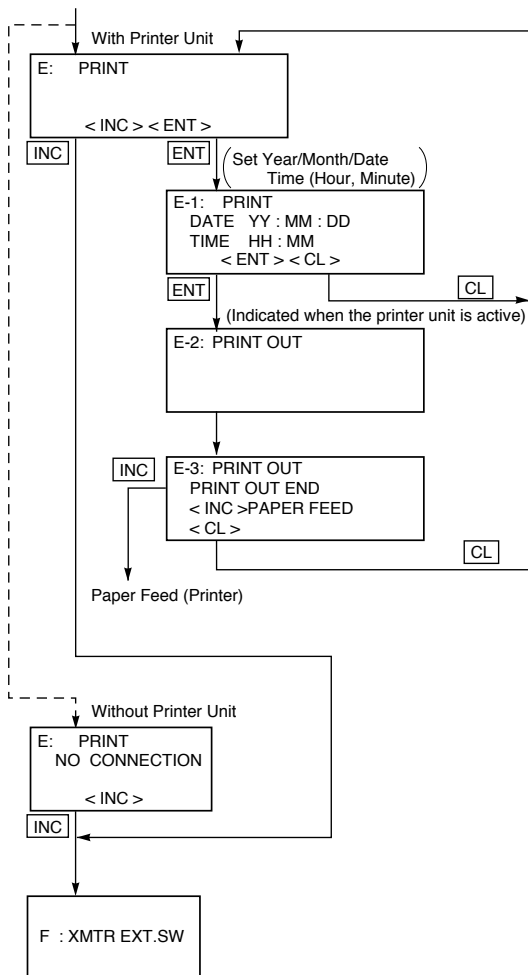 With Printer Unit
E: PRINT
< INC > < ENT >
INC
ENT
(Set Year/Month/Date
Time (Hour, Minute))
E-1: PRINT
DATE YY : MM : DD
TIME HH : MM
< ENT > < CL >
ENT
CL
(Indicated when the printer unit is active)
E-2: PRINT OUT
INC
E-3: PRINT OUT
PRINT OUT END
< INC >PAPER FEED
< CL >
CL
Paper Feed (Printer)
Without Printer Unit
E: PRINT
NO CONNECTION
< INC >
INC
F : XMTR EXT.SW